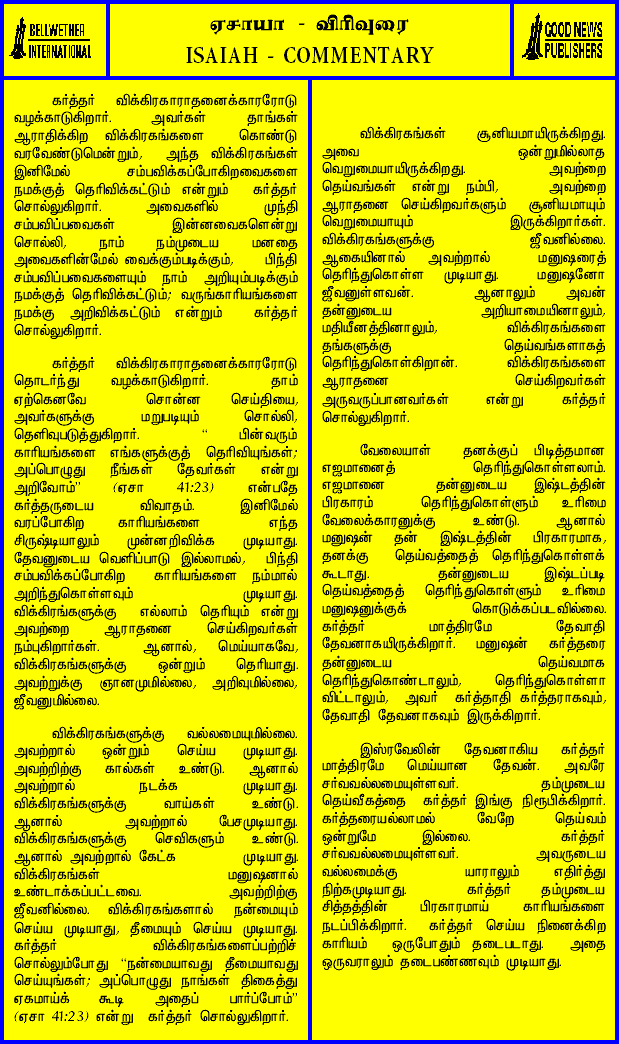 BELLWETHER
INTERNATIONAL
ஏசாயா - விரிவுரை
ISAIAH - COMMENTARY
GOOD NEWS
PUBLISHERS
கர்த்தர் விக்கிரகாராதனைக்காரரோடு
வழக்காடுகிறார். அவர்கள் தாங்கள்
ஆராதிக்கிற விக்கிரகங்களை கொண்டு
வரவேண்டுமென்றும், அந்த விக்கிரகங்கள்
இனிமேல் சம்பவிக்கப்போகிறவைகளை
நமக்குத் தெரிவிக்கட்டும் என்றும் கர்த்தர்
சொல்லுகிறார். அவைகளில் முந்தி
சம்பவிப்பவைகள் இன்னவைகளென்று
சொல்லி, நாம் நம்முடைய மனதை
அவைகளின்மேல் வைக்கும்படிக்கும், பிந்தி
சம்பவிப்பவைகளையும் நாம் அறியும்படிக்கும்
நமக்குத் தெரிவிக்கட்டும்; வருங்காரியங்களை
நமக்கு அறிவிக்கட்டும் என்றும் கர்த்தர்
சொல்லுகிறார்.
கர்த்தர் விக்கிரகாராதனைக்காரரோடு
தொடர்ந்து வழக்காடுகிறார். தாம்
ஏற்கெனவே சொன்ன செய்தியை,
அவர்களுக்கு மறுபடியும் சொல்லி,
தெளிவுபடுத்துகிறார். “ பின்வரும்
காரியங்களை எங்களுக்குத் தெரிவியுங்கள்;
அப்பொழுது நீங்கள் தேவர்கள் என்று
அறிவோம்” (ஏசா 41:23) என்பதே
கர்த்தருடைய விவாதம். இனிமேல்
வரப்போகிற காரியங்களை எந்த
சிருஷ்டியாலும் முன்னறிவிக்க முடியாது.
தேவனுடைய வெளிப்பாடு இல்லாமல், பிந்தி
சம்பவிக்கப்போகிற காரியங்களை நம்மால்
அறிந்துகொள்ளவும் முடியாது.
விக்கிரங்களுக்கு எல்லாம் தெரியும் என்று
அவற்றை ஆராதனை செய்கிறவர்கள்
நம்புகிறார்கள். ஆனால், மெய்யாகவே,
விக்கிரகங்களுக்கு ஒன்றும் தெரியாது.
அவற்றுக்கு ஞானமுமில்லை, அறிவுமில்லை,
ஜீவனுமில்லை.
விக்கிரகங்களுக்கு வல்லமையுமில்லை.
அவற்றால் ஒன்றும் செய்ய முடியாது.
அவற்றிற்கு கால்கள் உண்டு. ஆனால்
அவற்றால் நடக்க முடியாது.
விக்கிரகங்களுக்கு வாய்கள் உண்டு.
ஆனால் அவற்றால் பேசமுடியாது.
விக்கிரகங்களுக்கு செவிகளும் உண்டு.
ஆனால் அவற்றால் கேட்க முடியாது.
விக்கிரகங்கள் மனுஷனால்
உண்டாக்கப்பட்டவை. அவற்றிற்கு
ஜீவனில்லை. விக்கிரகங்களால் நன்மையும்
செய்ய முடியாது, தீமையும் செய்ய முடியாது.
கர்த்தர் விக்கிரகங்களைப்பற்றிச்
சொல்லும்போது “நன்மையாவது தீமையாவது
செய்யுங்கள்; அப்பொழுது நாங்கள் திகைத்து
ஏகமாய்க் கூடி அதைப் பார்ப்போம்”
(ஏசா 41:23) என்று கர்த்தர் சொல்லுகிறார்.
விக்கிரகங்கள் சூனியமாயிருக்கிறது.
அவை ஒன்றுமில்லாத
வெறுமையாயிருக்கிறது. அவற்றை
தெய்வங்கள் என்று நம்பி, அவற்றை
ஆராதனை செய்கிறவர்களும் சூனியமாயும்
வெறுமையாயும் இருக்கிறார்கள்.
விக்கிரகங்களுக்கு ஜீவனில்லை.
ஆகையினால் அவற்றால் மனுஷரைத்
தெரிந்துகொள்ள முடியாது. மனுஷனோ
ஜீவனுள்ளவன். ஆனாலும் அவன்
தன்னுடைய அறியாமையினாலும்,
மதியீனத்தினாலும், விக்கிரகங்களை
தங்களுக்கு தெய்வங்களாகத்
தெரிந்துகொள்கிறான். விக்கிரகங்களை
ஆராதனை செய்கிறவர்கள்
அருவருப்பானவர்கள் என்று கர்த்தர்
சொல்லுகிறார்.
வேலையாள் தனக்குப் பிடித்தமான
எஜமானைத் தெரிந்துகொள்ளலாம்.
எஜமானை தன்னுடைய இஷ்டத்தின்
பிரகாரம் தெரிந்துகொள்ளும் உரிமை
வேலைக்காரனுக்கு உண்டு. ஆனால்
மனுஷன் தன் இஷ்டத்தின் பிரகாரமாக,
தனக்கு தெய்வத்தைத் தெரிந்துகொள்ளக்
கூடாது. தன்னுடைய இஷ்டப்படி
தெய்வத்தைத் தெரிந்துகொள்ளும் உரிமை
மனுஷனுக்குக் கொடுக்கப்படவில்லை.
கர்த்தர் மாத்திரமே தேவாதி
தேவனாகயிருக்கிறார். மனுஷன் கர்த்தரை
தன்னுடைய தெய்வமாக
தெரிந்துகொண்டாலும், தெரிந்துகொள்ளா
விட்டாலும், அவர் கர்த்தாதி கர்த்தராகவும்,
தேவாதி தேவனாகவும் இருக்கிறார்.
இஸ்ரவேலின் தேவனாகிய கர்த்தர்
மாத்திரமே மெய்யான தேவன். அவரே
சர்வவல்லமையுள்ளவர். தம்முடைய
தெய்வீகத்தை கர்த்தர் இங்கு நிரூபிக்கிறார்.
கர்த்தரையல்லாமல் வேறே தெய்வம்
ஒன்றுமே இல்லை. கர்த்தர்
சர்வவல்லமையுள்ளவர். அவருடைய
வல்லமைக்கு யாராலும் எதிர்த்து
நிற்கமுடியாது. கர்த்தர் தம்முடைய
சித்தத்தின் பிரகாரமாய் காரியங்களை
நடப்பிக்கிறார். கர்த்தர் செய்ய நினைக்கிற
காரியம் ஒருபோதும் தடைபடாது. அதை
ஒருவராலும் தடைபண்ணவும் முடியாது.